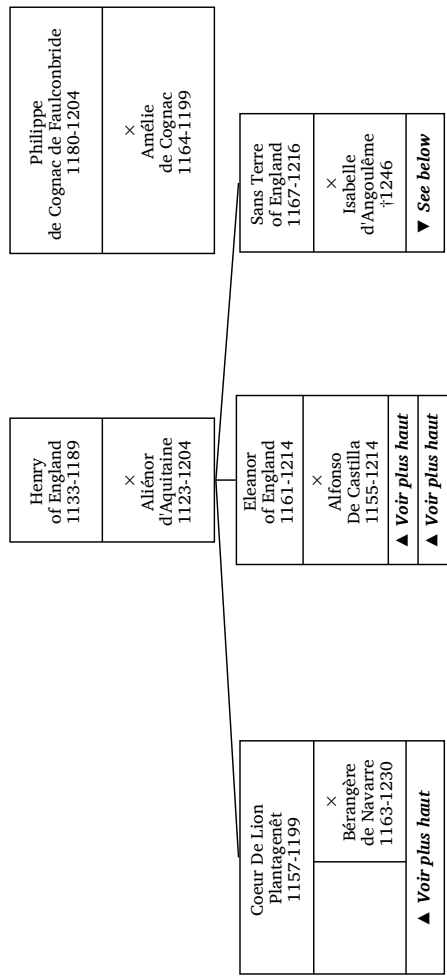 Henry
of England
1133-1189
×
Aliénor
d'Aquitaine
1123-1204
Philippe
de Cognac de Faulconbride
1180-1204
×
Amélie
de Cognac
1164-1199
Coeur De Lion
Plantagenêt
1157-1199
×
Bérangère
de Navarre
1163-1230
▲ Voir plus haut
Eleanor
of England
1161-1214
×
Alfonso
De Castilla
1155-1214
▲ Voir plus haut
▲ Voir plus haut
Sans Terre
of England
1167-1216
×
Isabelle
d'Angoulême
†1246
▼ See below